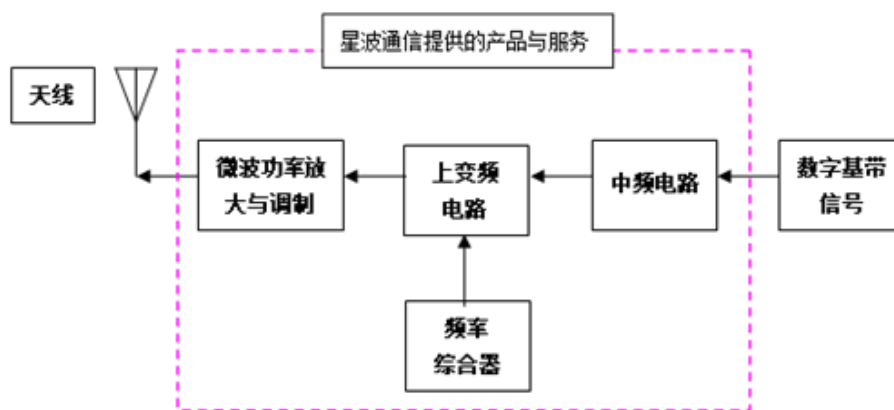 星波通信提供的产品与服务
天线
微波功率放
大与调制
上变频
电路
中频电路
数字基带
信号
频率
综合器